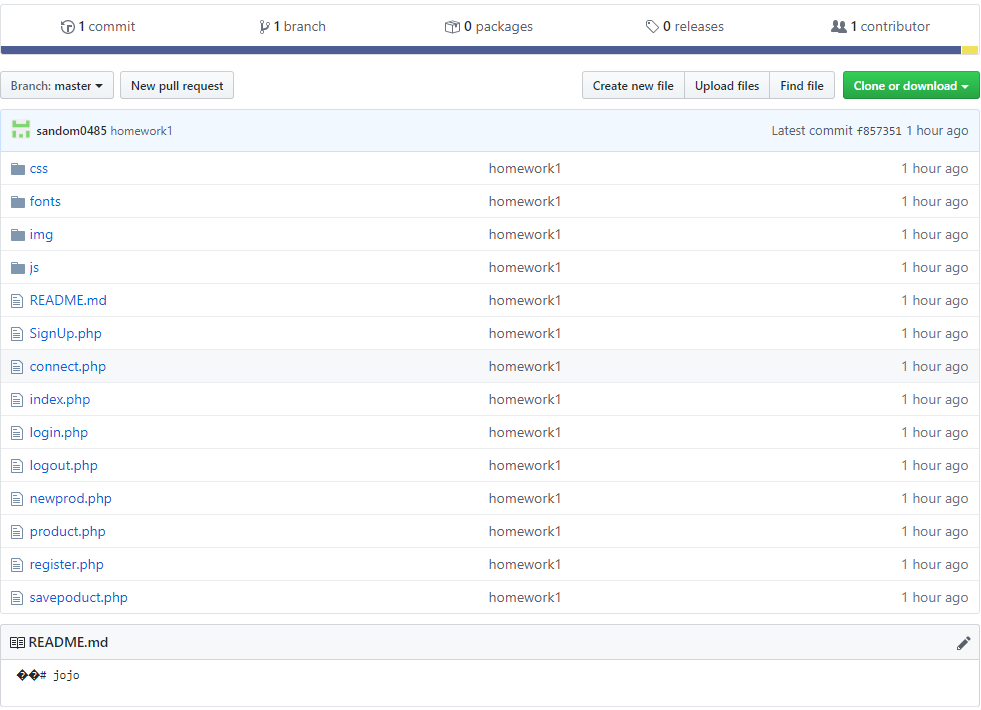 1 commit 1 branch 0 packages 0 releases 1 contributor
Branch: master New pull request Create new file Upload files Find file Clone or download
sandom0485 homework1 Latest commit f857351 1 hour ago
css homework1 1 hour ago
fonts homework1 1 hour ago
img homework1 1 hour ago
js homework1 1 hour ago
README.md homework1 1 hour ago
SignUp.php homework1 1 hour ago
connect.php homework1 1 hour ago
index.php homework1 1 hour ago
login.php homework1 1 hour ago
logout.php homework1 1 hour ago
newprod.php homework1 1 hour ago
product.php homework1 1 hour ago
register.php homework1 1 hour ago
savepoduct.php homework1 1 hour ago
README.md
��# jojo